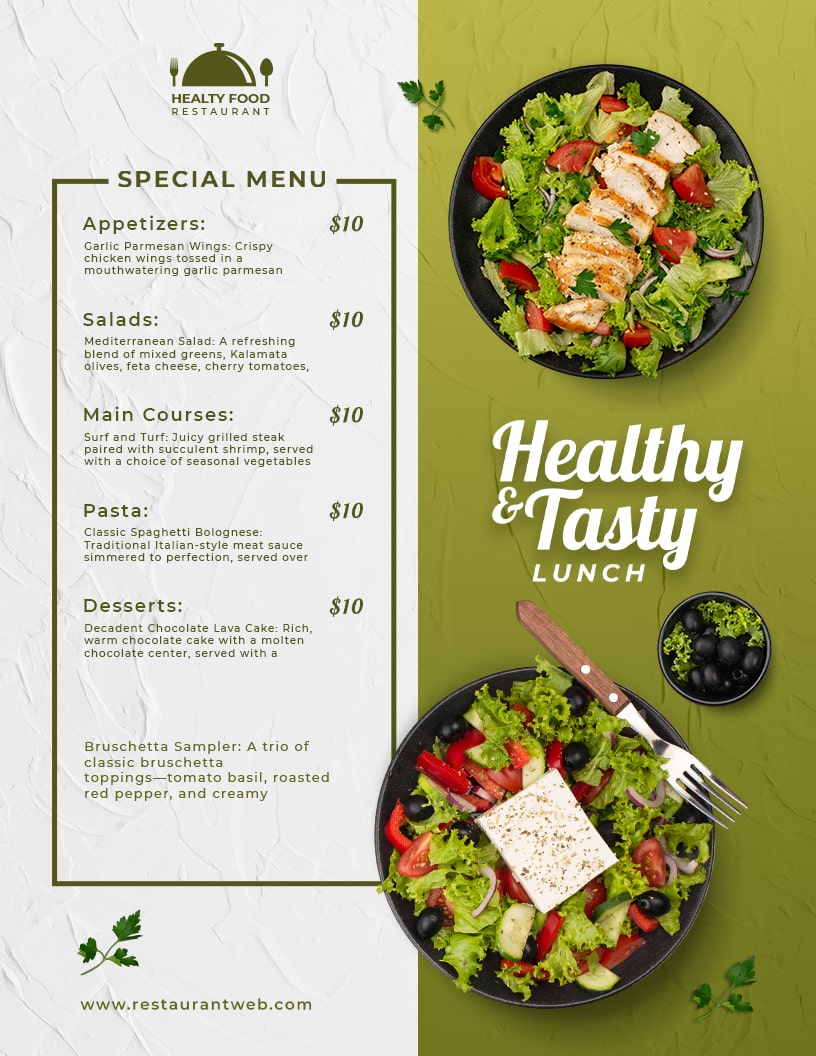 HEALTY FOOD
RESTAURANT
SPECIAL MENU
Appetizers: $10
Garlic Parmesan Wings: Crispy
chicken wings tossed in a
mouthwatering garlic parmesan
Salads: $10
Mediterranean Salad: A refreshing
blend of mixed greens, Kalamata
olives, feta cheese, cherry tomatoes,
Main Courses: $10
Surf and Turf: Juicy grilled steak
paired with succulent shrimp, served
with a choice of seasonal vegetables
Pasta: $10
Classic Spaghetti Bolognese:
Traditional Italian-style meat sauce
simmered to perfection, served over
Desserts: $10
Decadent Chocolate Lava Cake: Rich,
warm chocolate cake with a molten
chocolate center, served with a
Bruschetta Sampler: A trio of
classic bruschetta
toppings—tomato basil, roasted
red pepper, and creamy
www.restaurantweb.com
Healthy
&Tasty
LUNCH